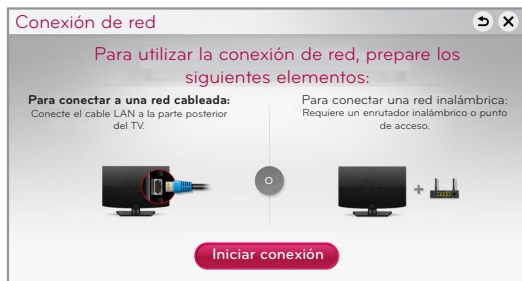 Conexión de red
Para utilizar la conexión de red, prepare los
siguientes elementos:
Para conectar a una red cableada:
Conecte el cable LAN a la parte posterior
del TV.
o
Para conectar una red inalámbrica:
Requiere un enrutador inalámbrico o punto
de acceso.
+
Iniciar conexión